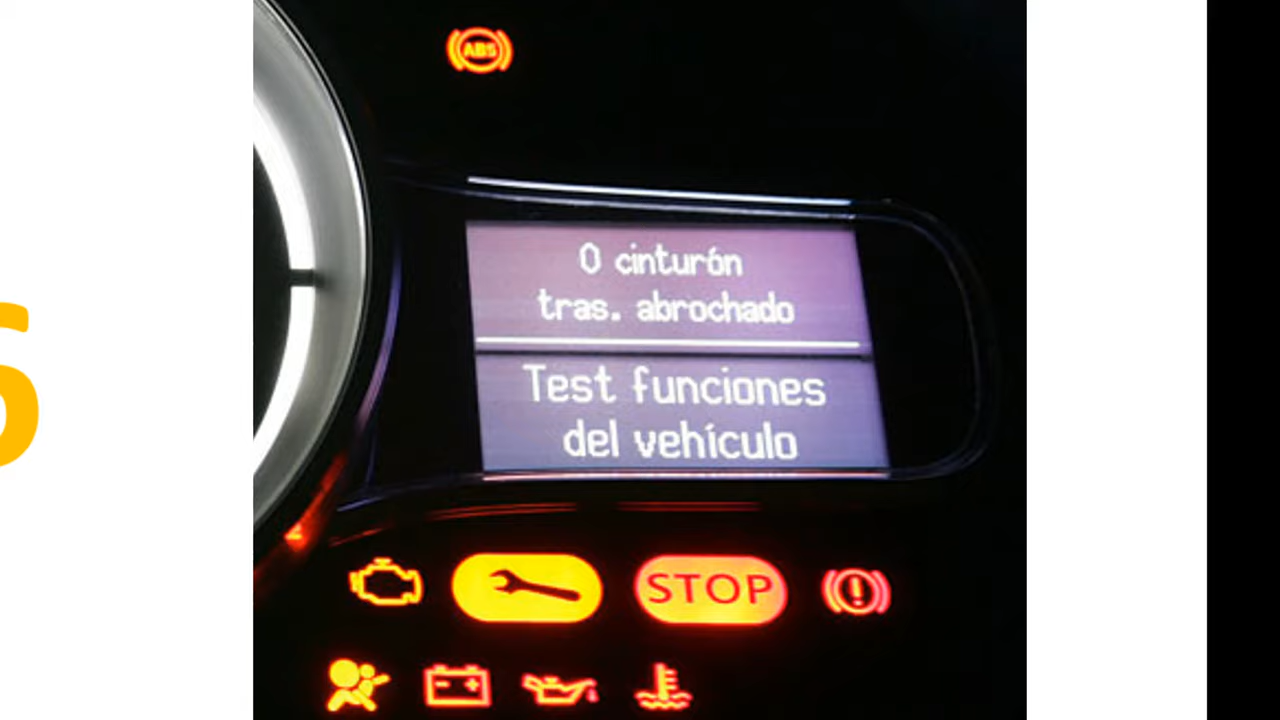 ABS
0 cinturón
tras. abrochado
Test funciones
del vehículo
STOP